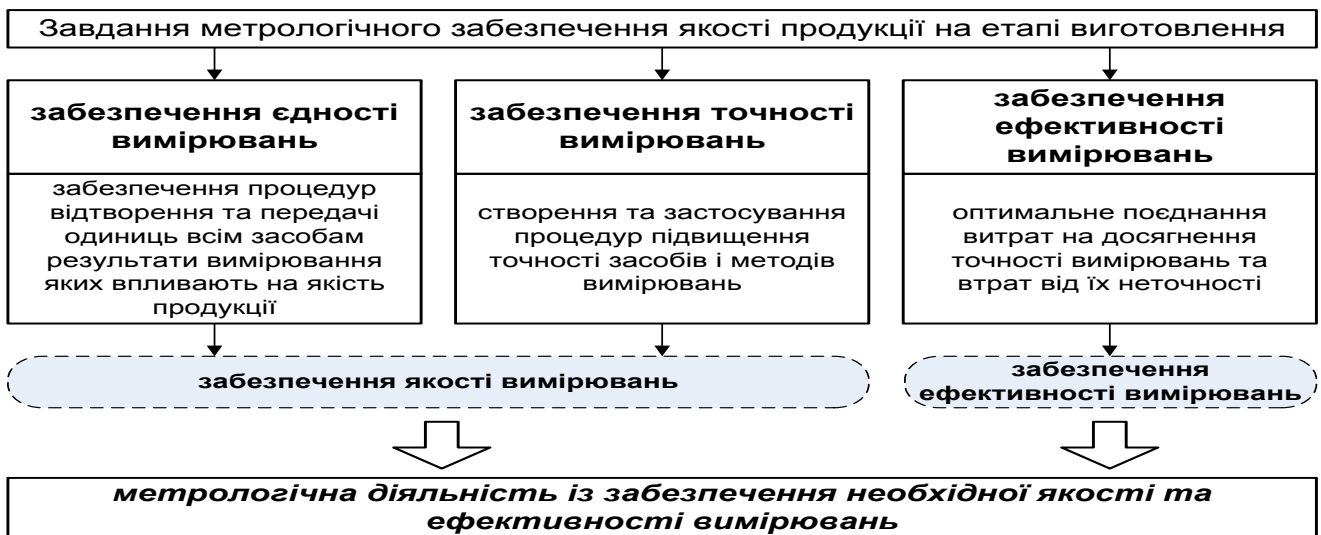 Завдання метрологічного забезпечення якості продукції на етапі виготовлення
забезпечення єдності
вимірювань
забезпечення процедур
відтворення та передачі
одиниць всім засобам
результати вимірювання
яких впливають на якість
продукції
забезпечення точності
вимірювань
створення та застосування
процедур підвищення
точності засобів і методів
вимірювань
забезпечення
ефективності
вимірювань
оптимальне поєднання
витрат на досягнення
точності вимірювань та
втрат від їх неточності
забезпечення якості вимірювань
забезпечення
ефективності вимірювань
метрологічна діяльність із забезпечення необхідної якості та
ефективності вимірювань